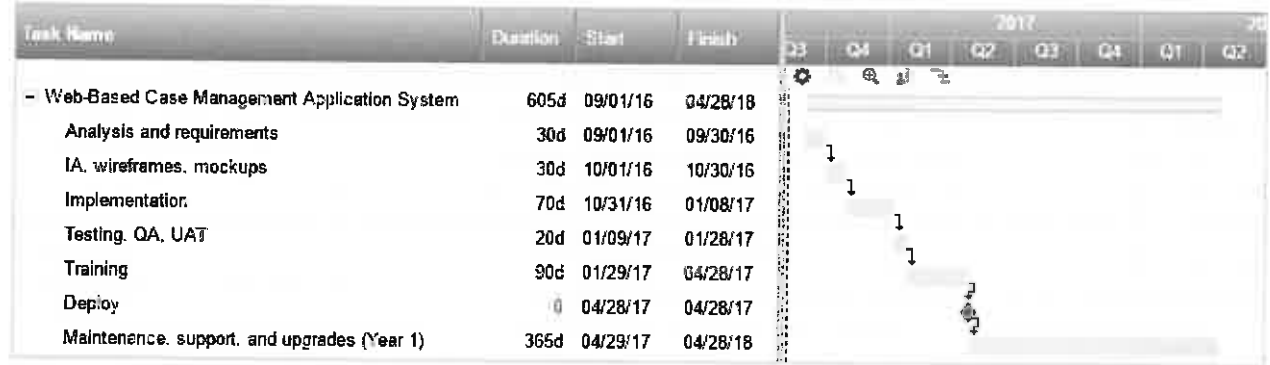 Task Name Duration Start Finish 2017 20
Q3 Q4 Q1 Q2 Q3 Q4 Q1 Q2
- Web-Based Case Management Application System 605d 09/01/16 04/28/18
Analysis and requirements 30d 09/01/16 09/30/16
IA, wireframes, mockups 30d 10/01/16 10/30/16
Implementation 70d 10/31/16 01/08/17
Testing, QA, UAT 20d 01/09/17 01/28/17
Training 90d 01/29/17 04/28/17
Deploy 0 04/28/17 04/28/17
Maintenance, support, and upgrades (Year 1) 365d 04/29/17 04/28/18